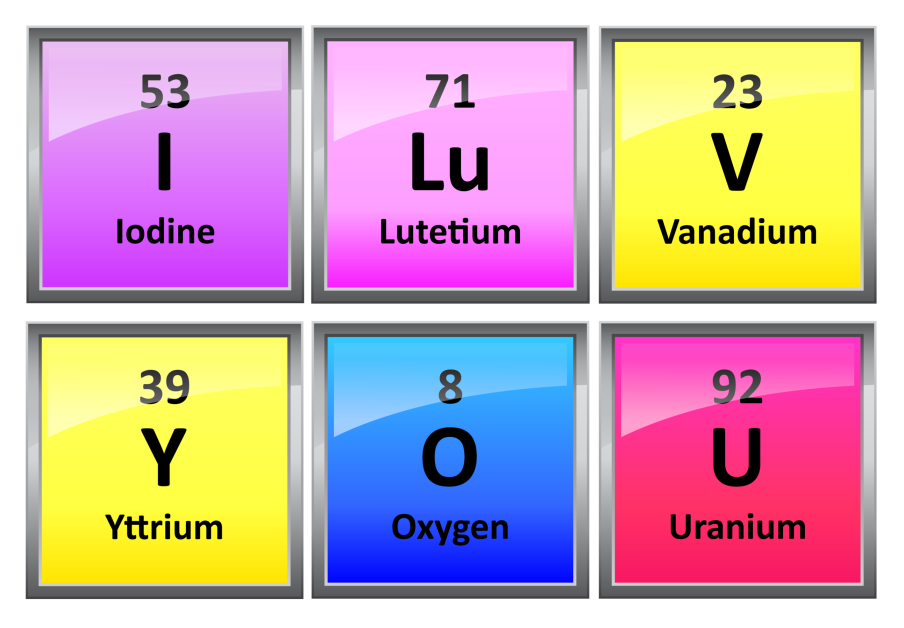 53 71 23
I Lu V
Iodine Lutetium Vanadium
39 8 92
Y O U
Yttrium Oxygen Uranium